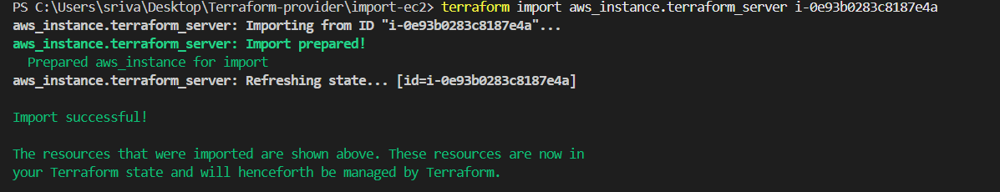 PS C:\Users\sriva\Desktop\Terraform-provider\import-ec2> terraform import aws_instance.terraform_server i-0e93b0283c8187e4a
aws_instance.terraform_server: Importing from ID "i-0e93b0283c8187e4a"...
aws_instance.terraform_server: Import prepared!
  Prepared aws_instance for import
aws_instance.terraform_server: Refreshing state... [id=i-0e93b0283c8187e4a]
Import successful!
The resources that were imported are shown above. These resources are now in
your Terraform state and will henceforth be managed by Terraform.